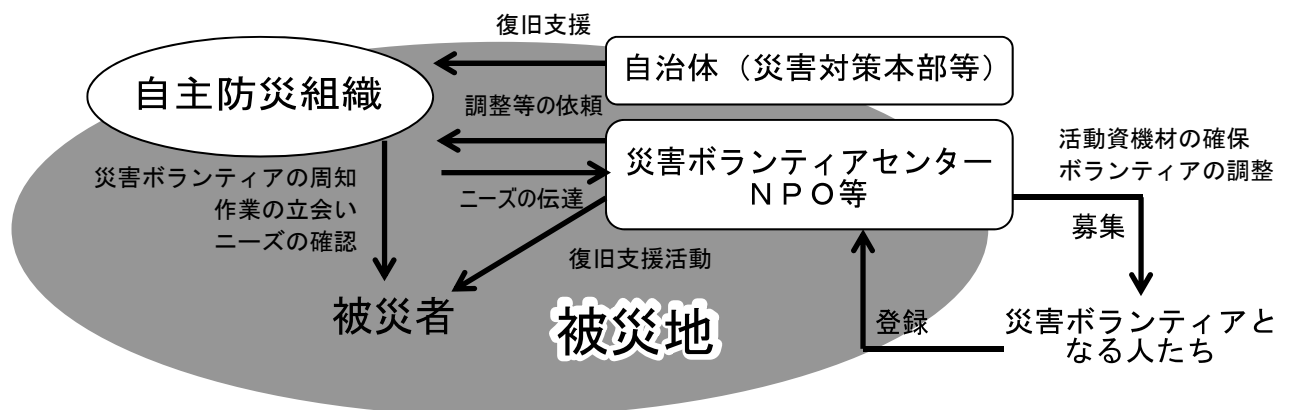 復旧支援
自治体（災害対策本部等）
自主防災組織
調整等の依頼
災害ボランティアセンター
ＮＰＯ等
活動資機材の確保
ボランティアの調整
災害ボランティアの周知
作業の立会い
ニーズの確認
ニーズの伝達
募集
復旧支援活動
被災者
被災地
登録
災害ボランティアと
なる人たち